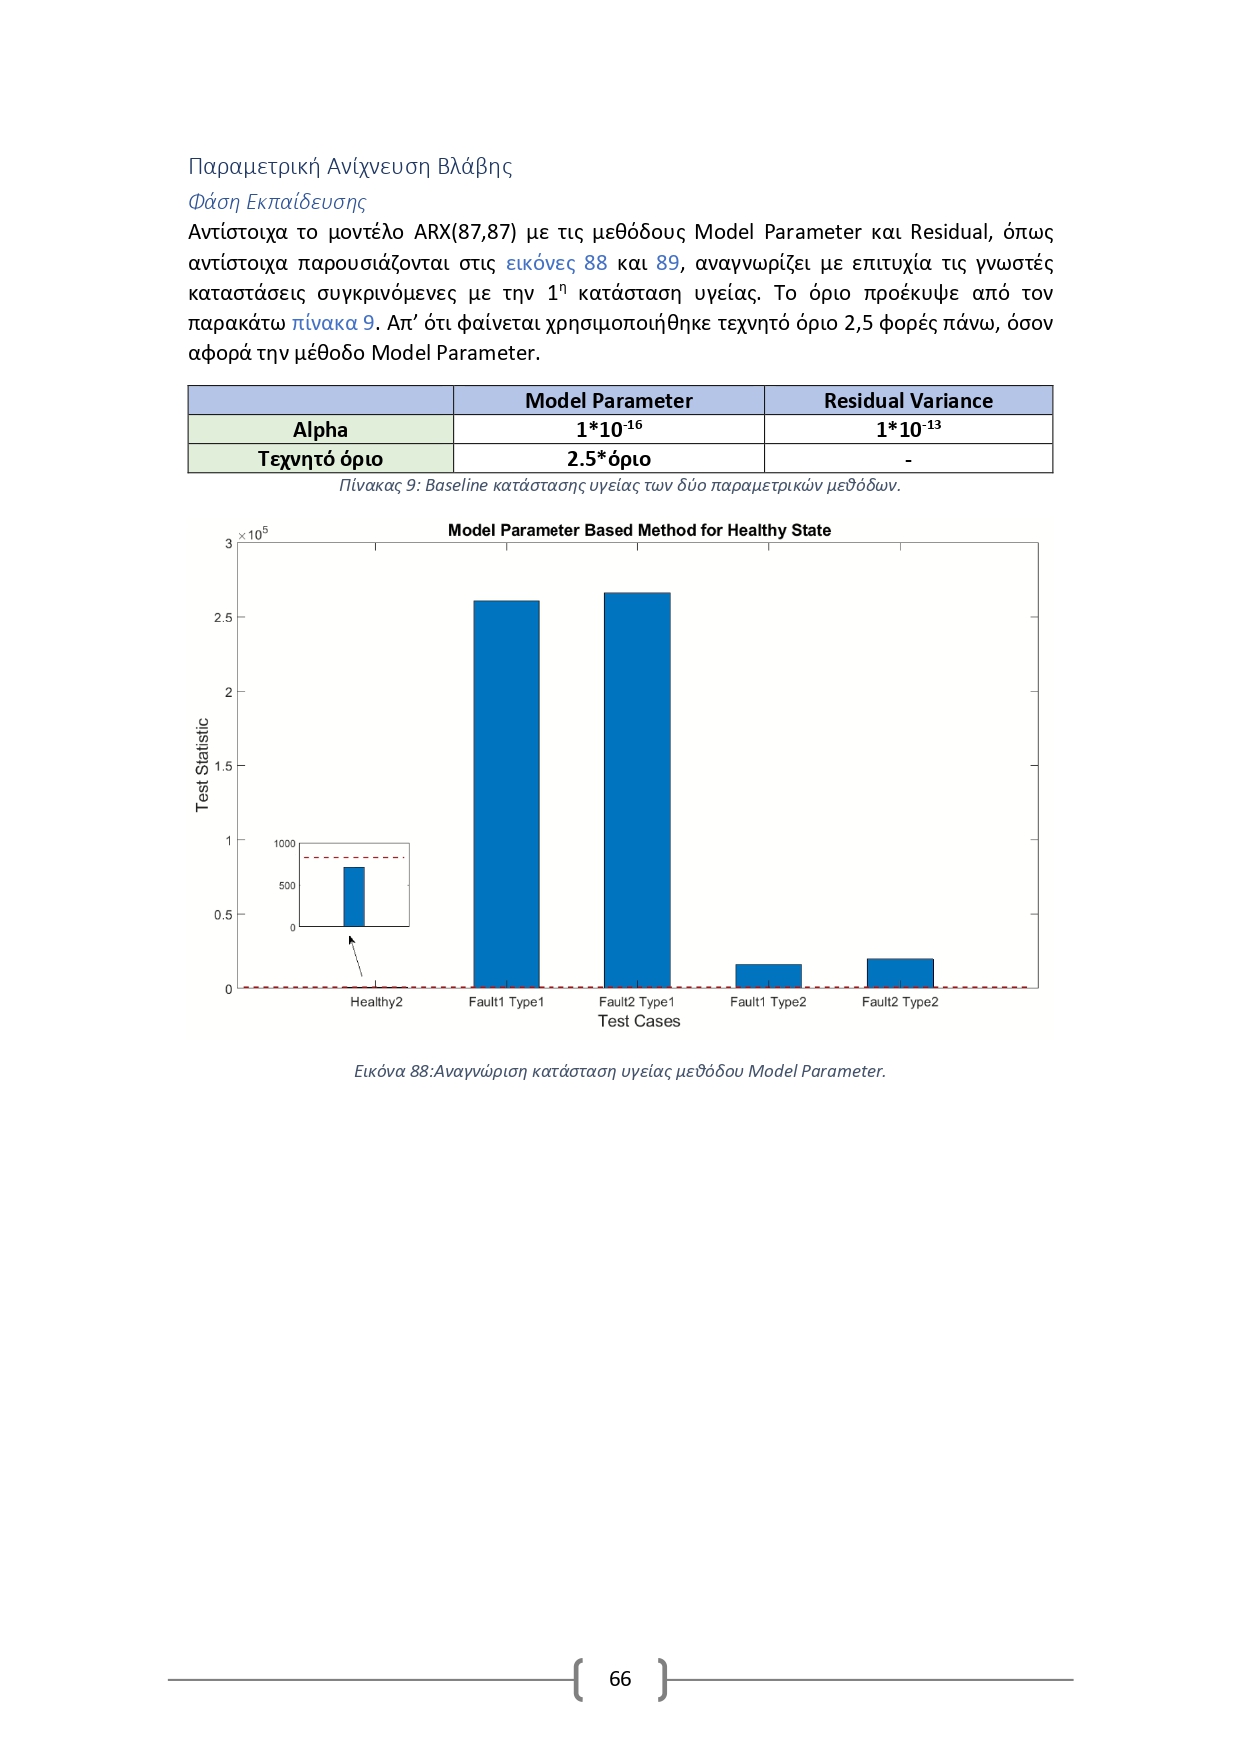 Παραμετρική Ανίχνευση Βλάβης
Φάση Εκπαίδευσης
Αντίστοιχα το μοντέλο ARX(87,87) με τις μεθόδους Model Parameter και Residual, όπως
αντίστοιχα παρουσιάζονται στις εικόνες 88 και 89, αναγνωρίζει με επιτυχία τις γνωστές
καταστάσεις συγκρινόμενες με την 1η κατάσταση υγείας. Το όριο προέκυψε από τον
παρακάτω πίνακα 9. Απ’ ότι φαίνεται χρησιμοποιήθηκε τεχνητό όριο 2,5 φορές πάνω, όσον
αφορά την μέθοδο Model Parameter.
Model Parameter Residual Variance
Alpha 1*10-16 1*10-13
Τεχνητό όριο 2.5*όριο -
Πίνακας 9: Baseline κατάστασης υγείας των δύο παραμετρικών μεθόδων.
Model Parameter Based Method for Healthy State
×105
3
2.5
2
1.5
1
0.5
0
Test Statistic
1000
500
0
Healthy2 Fault1 Type1 Fault2 Type1 Fault1 Type2 Fault2 Type2
Test Cases
Εικόνα 88:Αναγνώριση κατάσταση υγείας μεθόδου Model Parameter.
66